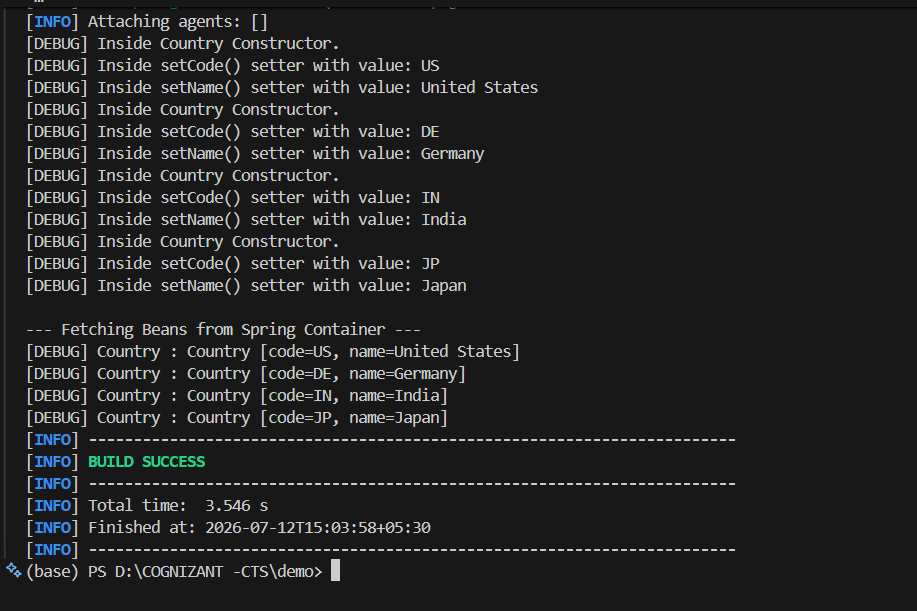 [INFO] Attaching agents: []
[DEBUG] Inside Country Constructor.
[DEBUG] Inside setCode() setter with value: US
[DEBUG] Inside setName() setter with value: United States
[DEBUG] Inside Country Constructor.
[DEBUG] Inside setCode() setter with value: DE
[DEBUG] Inside setName() setter with value: Germany
[DEBUG] Inside Country Constructor.
[DEBUG] Inside setCode() setter with value: IN
[DEBUG] Inside setName() setter with value: India
[DEBUG] Inside Country Constructor.
[DEBUG] Inside setCode() setter with value: JP
[DEBUG] Inside setName() setter with value: Japan

--- Fetching Beans from Spring Container ---
[DEBUG] Country : Country [code=US, name=United States]
[DEBUG] Country : Country [code=DE, name=Germany]
[DEBUG] Country : Country [code=IN, name=India]
[DEBUG] Country : Country [code=JP, name=Japan]
[INFO] ------------------------------------------------------------------------
[INFO] BUILD SUCCESS
[INFO] ------------------------------------------------------------------------
[INFO] Total time:  3.546 s
[INFO] Finished at: 2026-07-12T15:03:58+05:30
[INFO] ------------------------------------------------------------------------
(base) PS D:\COGNIZANT -CTS\demo>